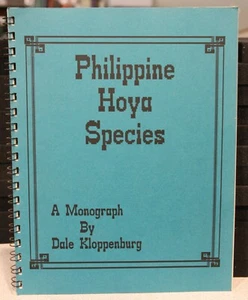 Philippine
Hoya
Species
A Monograph
By
Dale Kloppenburg